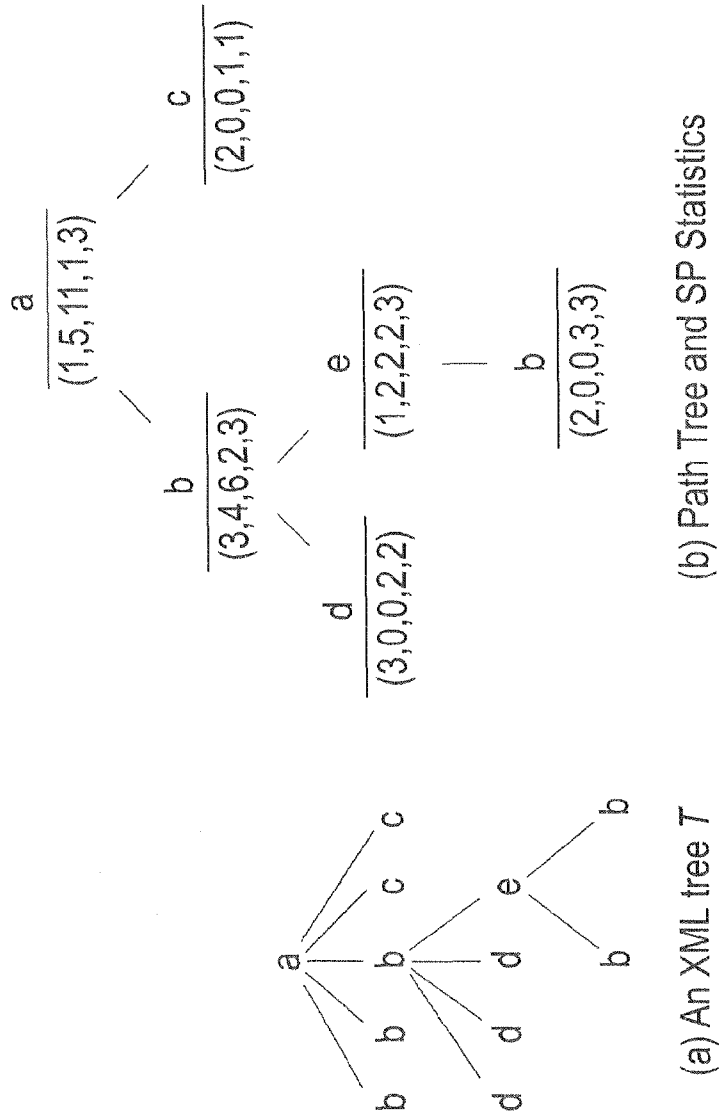 a
b b b c c
d d d e
b b
(a) An XML tree T
a
(1,5,11,1,3)
b
(3,4,6,2,3)
c
(2,0,0,1,1)
d
(3,0,0,2,2)
e
(1,2,2,2,3)
b
(2,0,0,3,3)
(b) Path Tree and SP Statistics